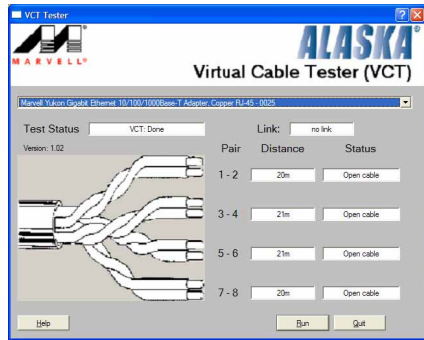 VCT Tester
MARVELL®
ALASKA®
Virtual Cable Tester (VCT)
Marvell Yukon Gigabit Ethernet 10/100/1000Base-T Adapter, Copper RJ-45 - 0025
Test Status VCT: Done Link: no link
Version: 1.02
Pair Distance Status
1 - 2 20m Open cable
3 - 4 21m Open cable
5 - 6 21m Open cable
7 - 8 20m Open cable
Help Run Quit